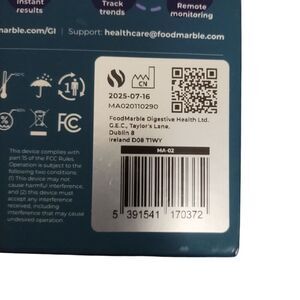 Instant
results
Track
trends
Remote
monitoring
marble.com/GI | Support: healthcare@foodmarble.com
CN
1
FC
2025-07-16
MA020110290
FoodMarble Digestive Health Ltd.
G.E.C., Taylor's Lane,
Dublin 8
Ireland D08 T1WY
MA-02
5 391541 170372
This device complies with
part 15 of the FCC Rules
Operation is subject to the
following two conditions:
(1) This device may not
cause harmful interference,
and (2) this device must
accept any interference
received, including
interference that may cause
undesired operation.